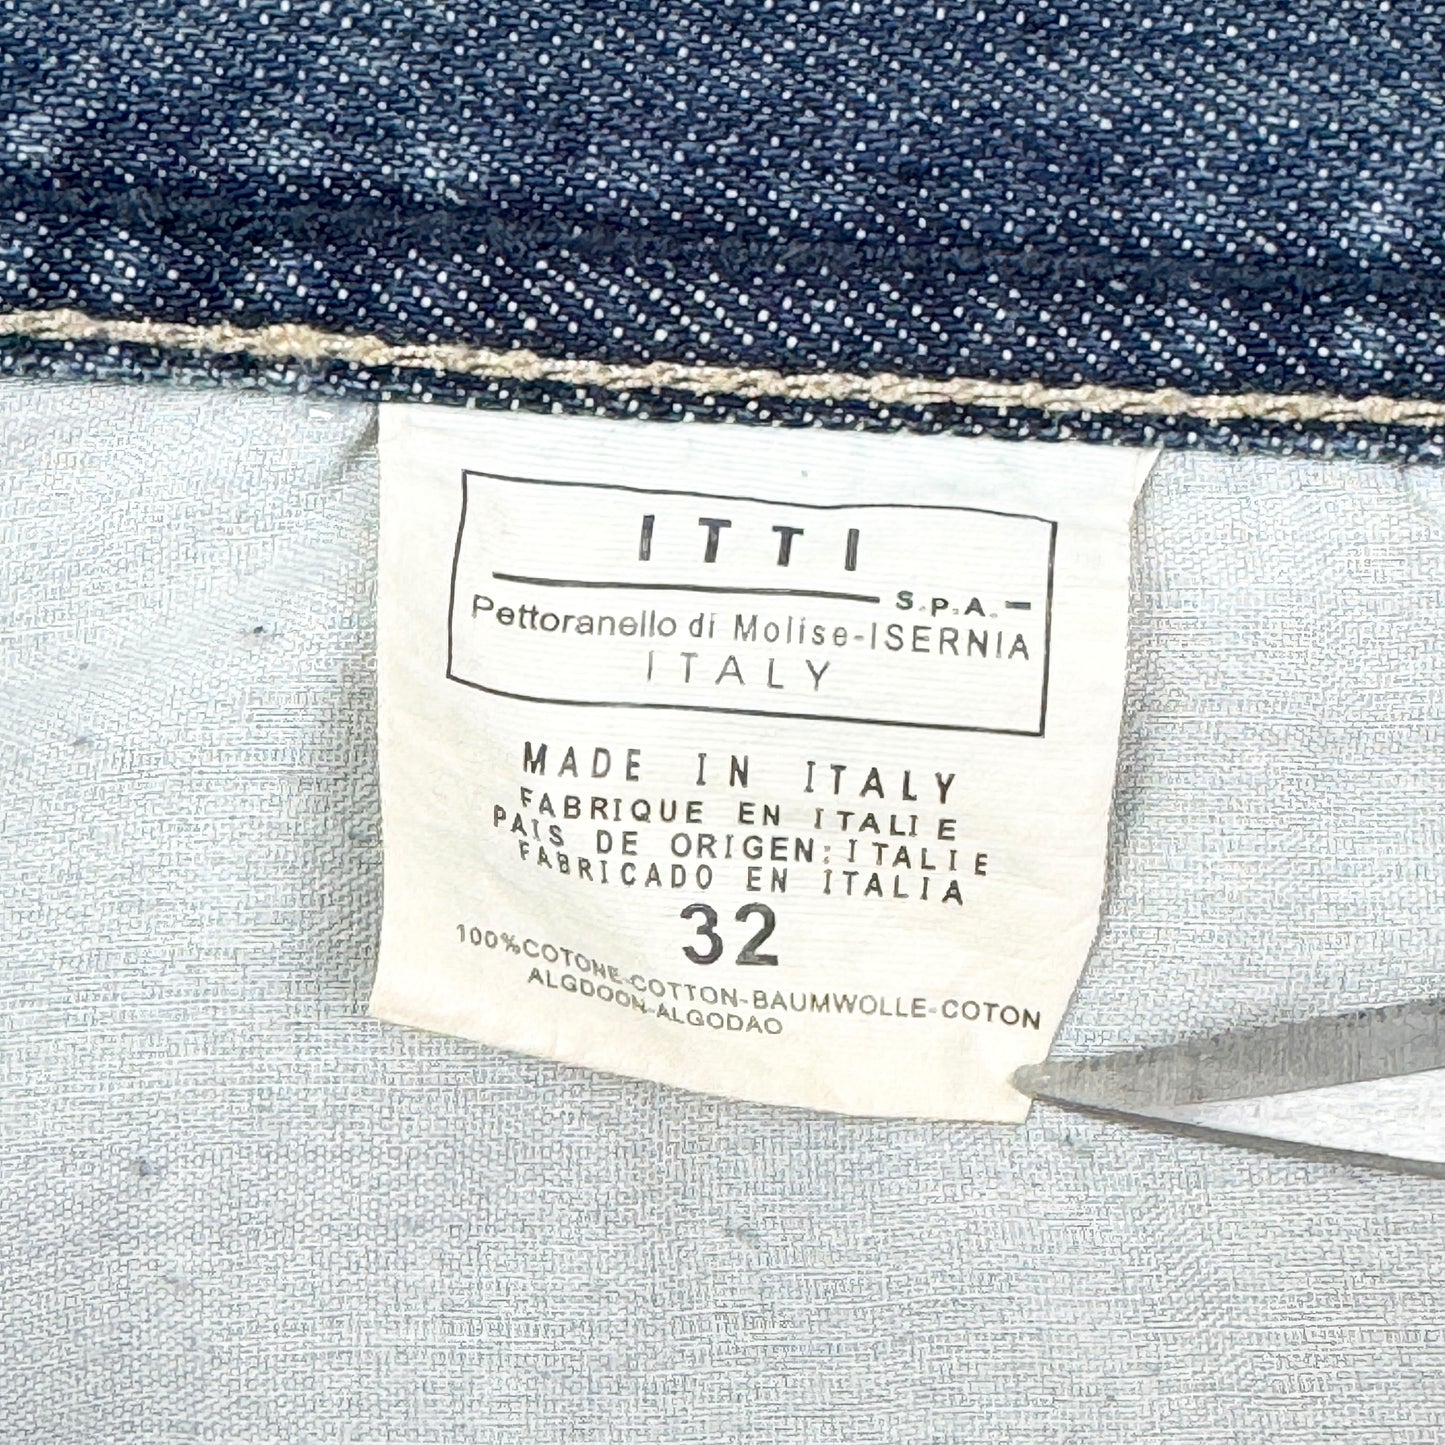 ITTI
S.P.A.
Pettoranello di Molise-ISERNIA
ITALY
MADE IN ITALY
FABRIQUE EN ITALIE
PAIS DE ORIGEN:ITALIE
FABRICADO EN ITALIA
32
100%COTONE-COTTON-BAUMWOLLE-COTON
ALGDOON-ALGODAO